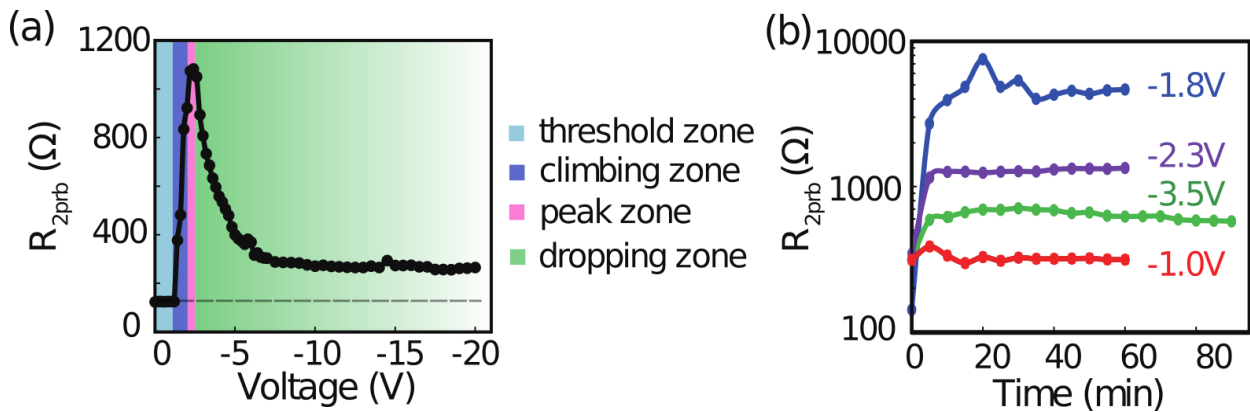 (a)
1200
800
400
0
R2prb (Ω)
0 -5 -10 -15 -20
Voltage (V)
threshold zone
climbing zone
peak zone
dropping zone
(b)
10000
1000
100
R2prb (Ω)
-1.8V
-2.3V
-3.5V
-1.0V
0 20 40 60 80
Time (min)